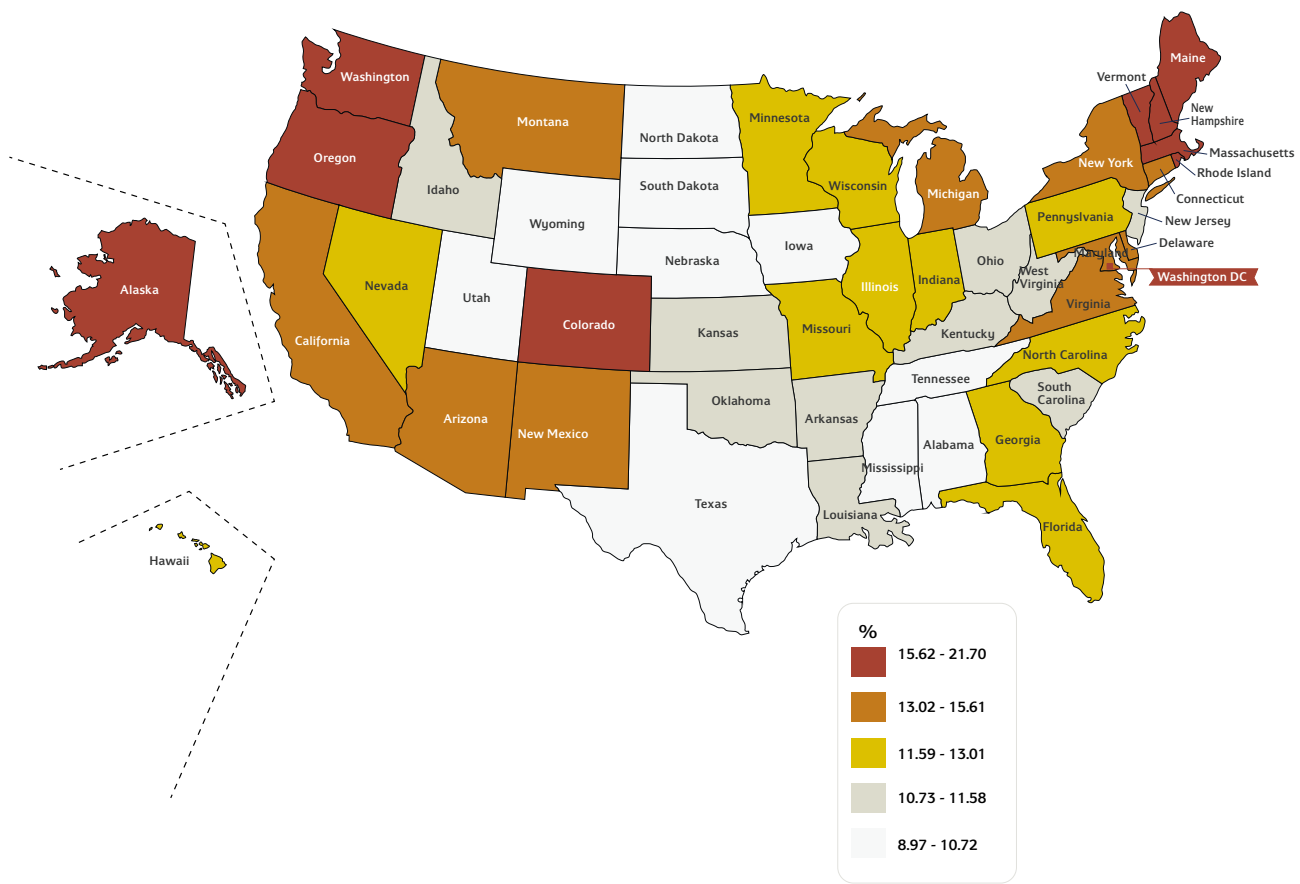 Maine
Vermont
Washington
New
Hampshire
Minnesota
Montana
North Dakota
Massachusetts
Oregon
New York
Rhode Island
South Dakota
Wisconsin
Idaho
Michigan
Connecticut
Pennyslvania
New Jersey
Wyoming
Delaware
Iowa
Maryland
Nebraska
Ohio
West
Virginia
Washington DC
Alaska
Nevada
Utah
Illinois
Indiana
Virginia
Colorado
Kansas
Missouri
Kentucky
California
North Carolina
Tennessee
South
Carolina
Oklahoma
Arkansas
Arizona
New Mexico
Georgia
Alabama
Mississippi
Texas
Louisiana
Florida
Hawaii
%
15.62 - 21.70
13.02 - 15.61
11.59 - 13.01
10.73 - 11.58
8.97 - 10.72